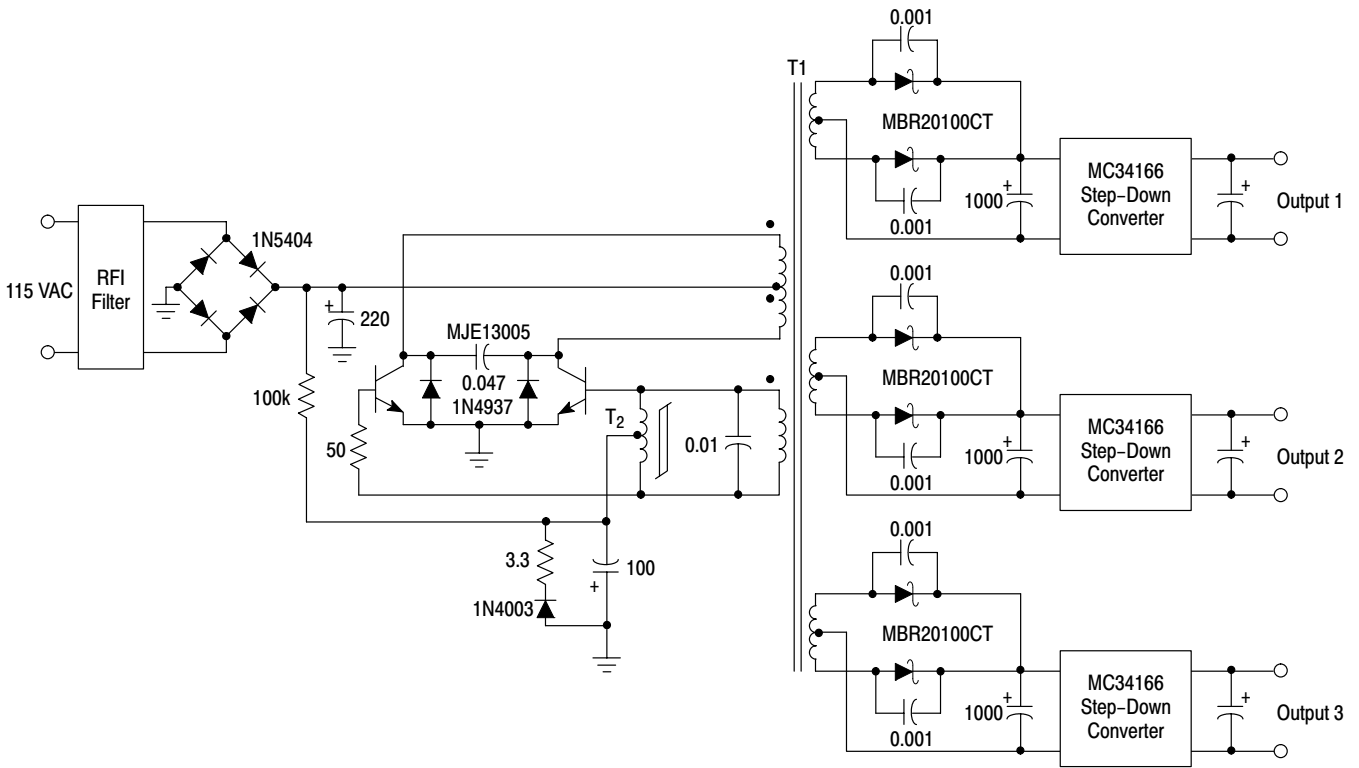 115 VAC
RFI
Filter
1N5404
+
220
100k
50
MJE13005
0.047
1N4937
T2
0.01
3.3
1N4003
100
+
T1
0.001
MBR20100CT
0.001
+
1000
MC34166
Step–Down
Converter
+
Output 1
0.001
MBR20100CT
0.001
+
1000
MC34166
Step–Down
Converter
+
Output 2
0.001
MBR20100CT
0.001
+
1000
MC34166
Step–Down
Converter
+
Output 3